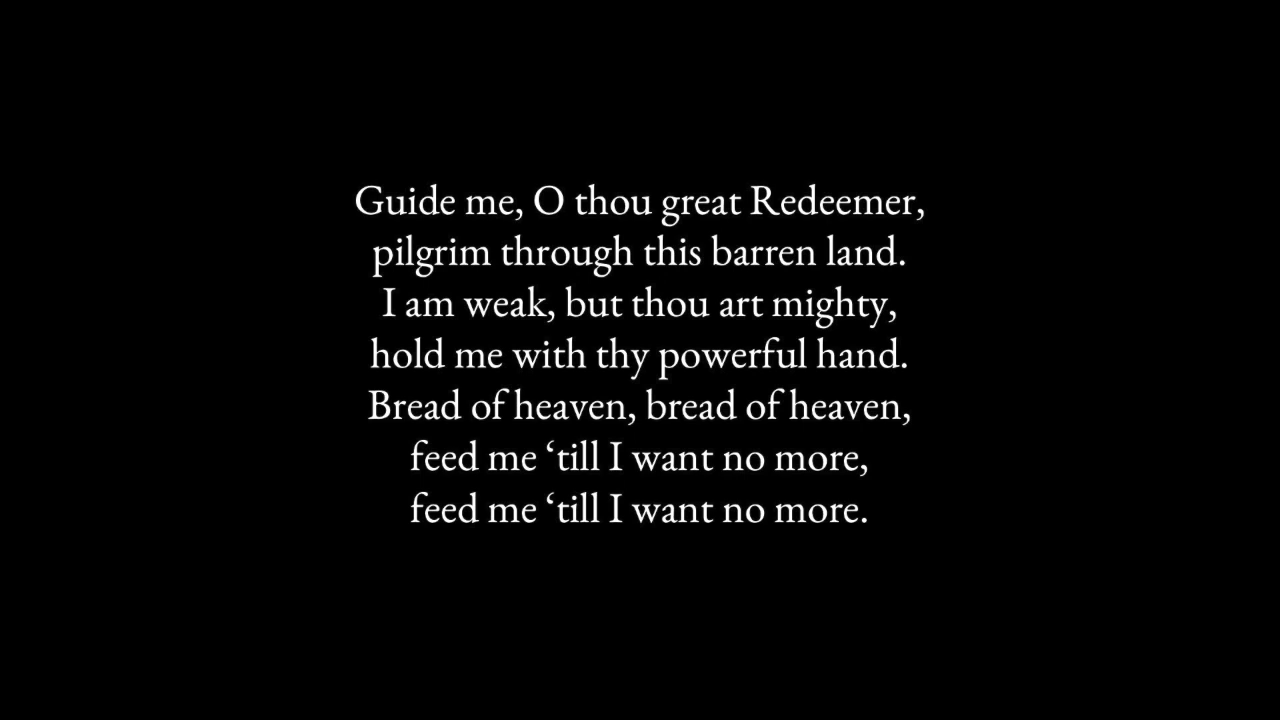 Guide me, O thou great Redeemer,
pilgrim through this barren land.
I am weak, but thou art mighty,
hold me with thy powerful hand.
Bread of heaven, bread of heaven,
feed me ‘till I want no more,
feed me ‘till I want no more.